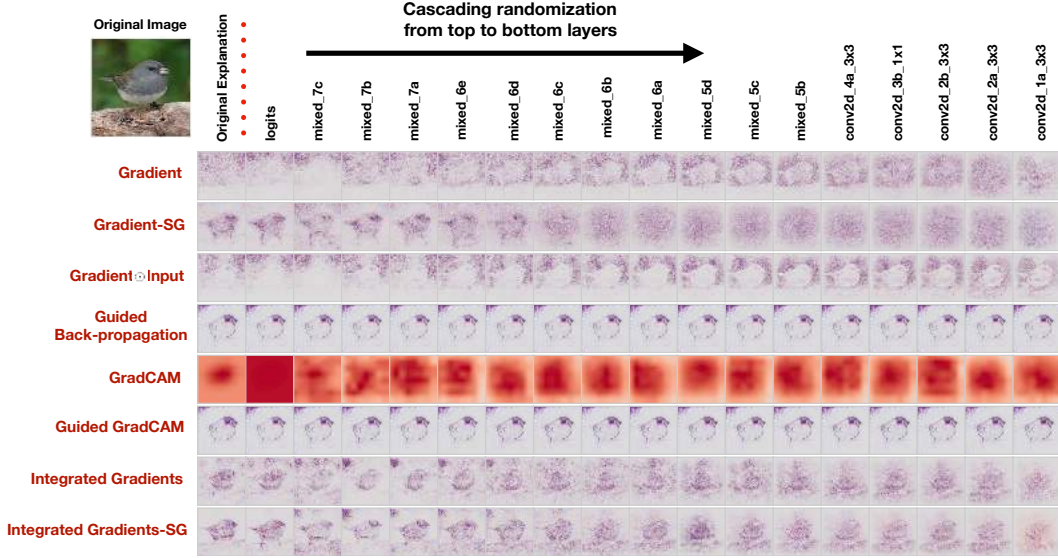 Cascading randomization
from top to bottom layers
Original Image
Original Explanation
logits
mixed_7c
mixed_7b
mixed_7a
mixed_6e
mixed_6d
mixed_6c
mixed_6b
mixed_6a
mixed_5d
mixed_5c
mixed_5b
conv2d_4a_3x3
conv2d_3b_1x1
conv2d_2b_3x3
conv2d_2a_3x3
conv2d_1a_3x3
Gradient
Gradient-SG
Gradient⊙Input
Guided
Back-propagation
GradCAM
Guided GradCAM
Integrated Gradients
Integrated Gradients-SG